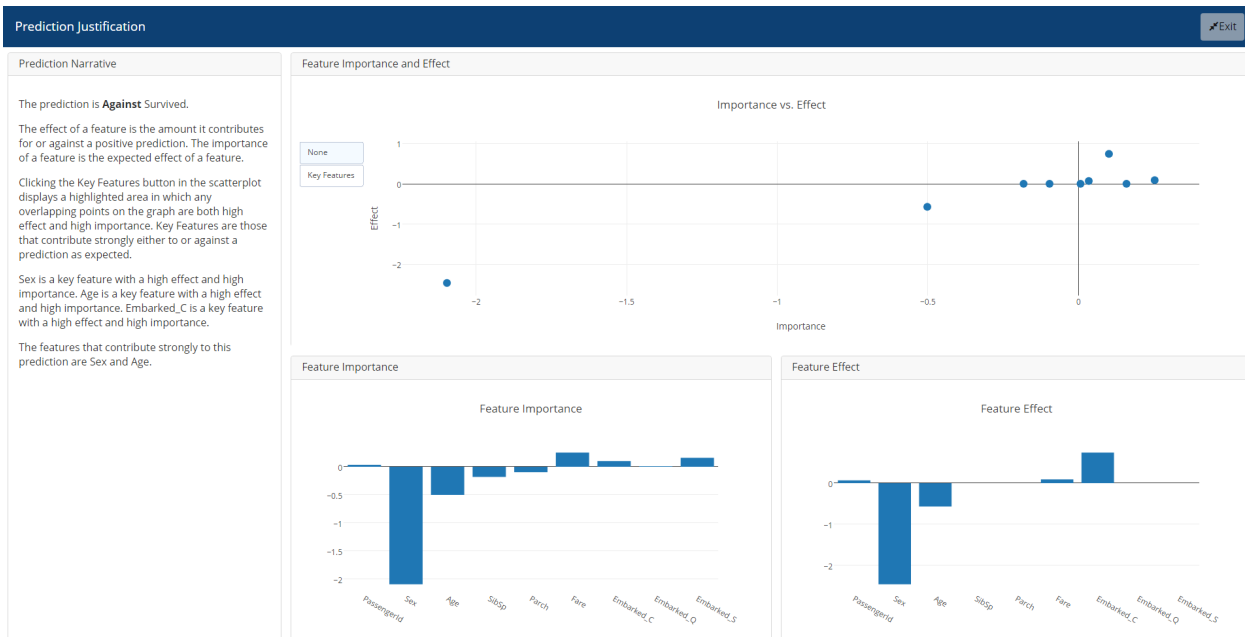 Prediction Justification
Exit
Prediction Narrative
The prediction is Against Survived.
The effect of a feature is the amount it contributes
for or against a positive prediction. The importance
of a feature is the expected effect of a feature.
Clicking the Key Features button in the scatterplot
displays a highlighted area in which any
overlapping points on the graph are both high
effect and high importance. Key Features are those
that contribute strongly either to or against a
prediction as expected.
Sex is a key feature with a high effect and high
importance. Age is a key feature with a high effect
and high importance. Embarked_C is a key feature
with a high effect and high importance.
The features that contribute strongly to this
prediction are Sex and Age.
Feature Importance and Effect
Importance vs. Effect
None
Key Features
Effect
1
0
−1
−2
−2
−1.5
−1
−0.5
0
Importance
Feature Importance
Feature Importance
0
−0.5
−1
−1.5
−2
PassengerId
Sex
Age
SibSp
Parch
Fare
Embarked_C
Embarked_Q
Embarked_S
Feature Effect
Feature Effect
0
−1
−2
PassengerId
Sex
Age
SibSp
Parch
Fare
Embarked_C
Embarked_Q
Embarked_S